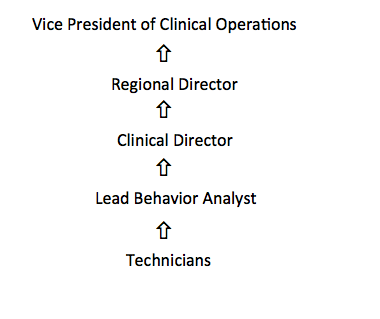 Vice President of Clinical Operations
⇧
Regional Director
⇧
Clinical Director
⇧
Lead Behavior Analyst
⇧
Technicians